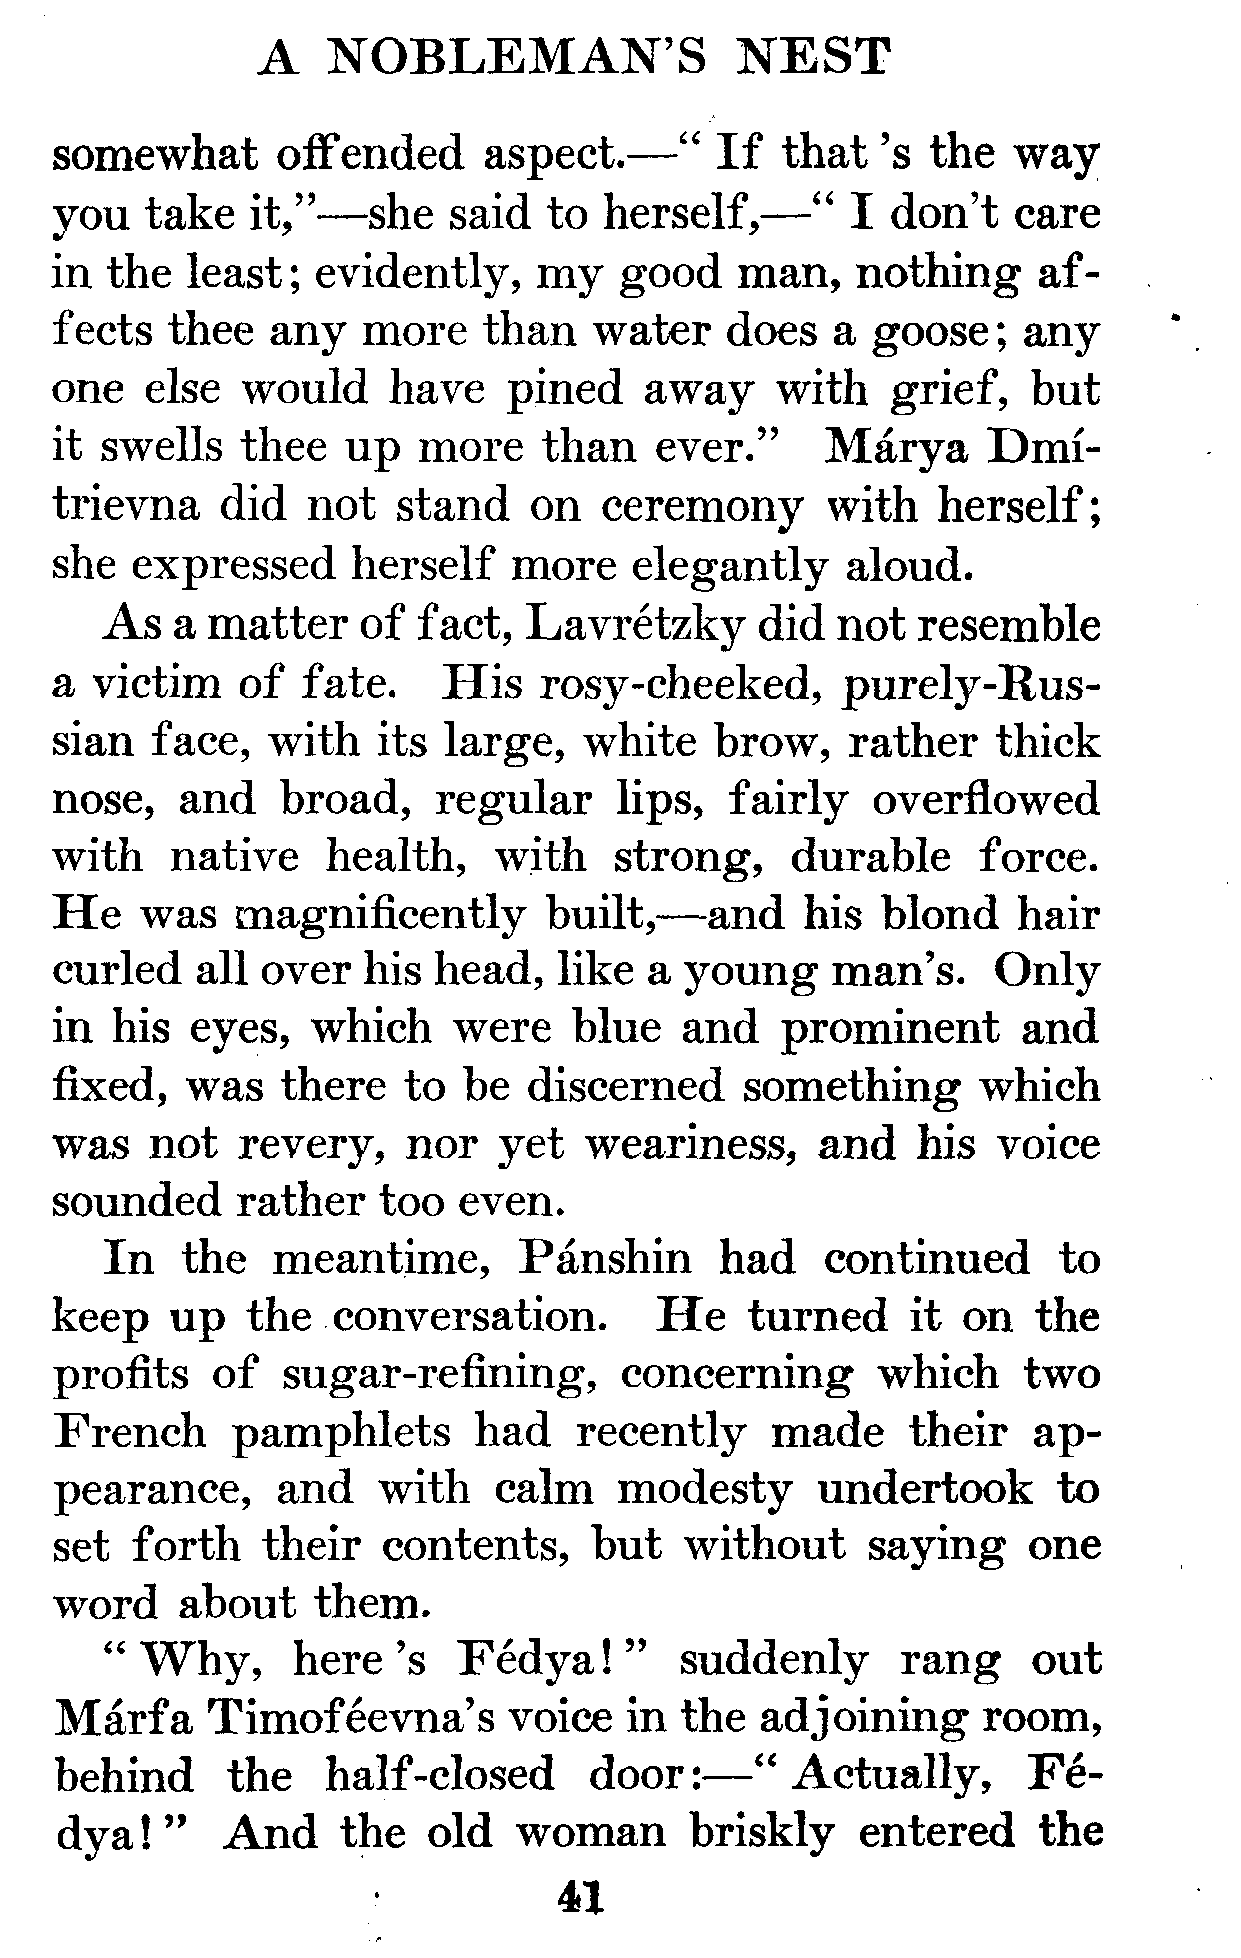 A NOBLEMAN'S NEST
somewhat offended aspect.—“ If that 's the way
you take it,”—she said to herself,—“ I don't care
in the least; evidently, my good man, nothing af-
fects thee any more than water does a goose; any
one else would have pined away with grief, but
it swells thee up more than ever.” Márya Dmí-
trievna did not stand on ceremony with herself;
she expressed herself more elegantly aloud.
As a matter of fact, Lavrétzky did not resemble
a victim of fate. His rosy-cheeked, purely-Rus-
sian face, with its large, white brow, rather thick
nose, and broad, regular lips, fairly overflowed
with native health, with strong, durable force.
He was magnificently built,—and his blond hair
curled all over his head, like a young man's. Only
in his eyes, which were blue and prominent and
fixed, was there to be discerned something which
was not revery, nor yet weariness, and his voice
sounded rather too even.
In the meantime, Pánshin had continued to
keep up the conversation. He turned it on the
profits of sugar-refining, concerning which two
French pamphlets had recently made their ap-
pearance, and with calm modesty undertook to
set forth their contents, but without saying one
word about them.
“ Why, here 's Fédya! ” suddenly rang out
Márfa Timoféevna's voice in the adjoining room,
behind the half-closed door:—“ Actually, Fé-
dya! ” And the old woman briskly entered the
41